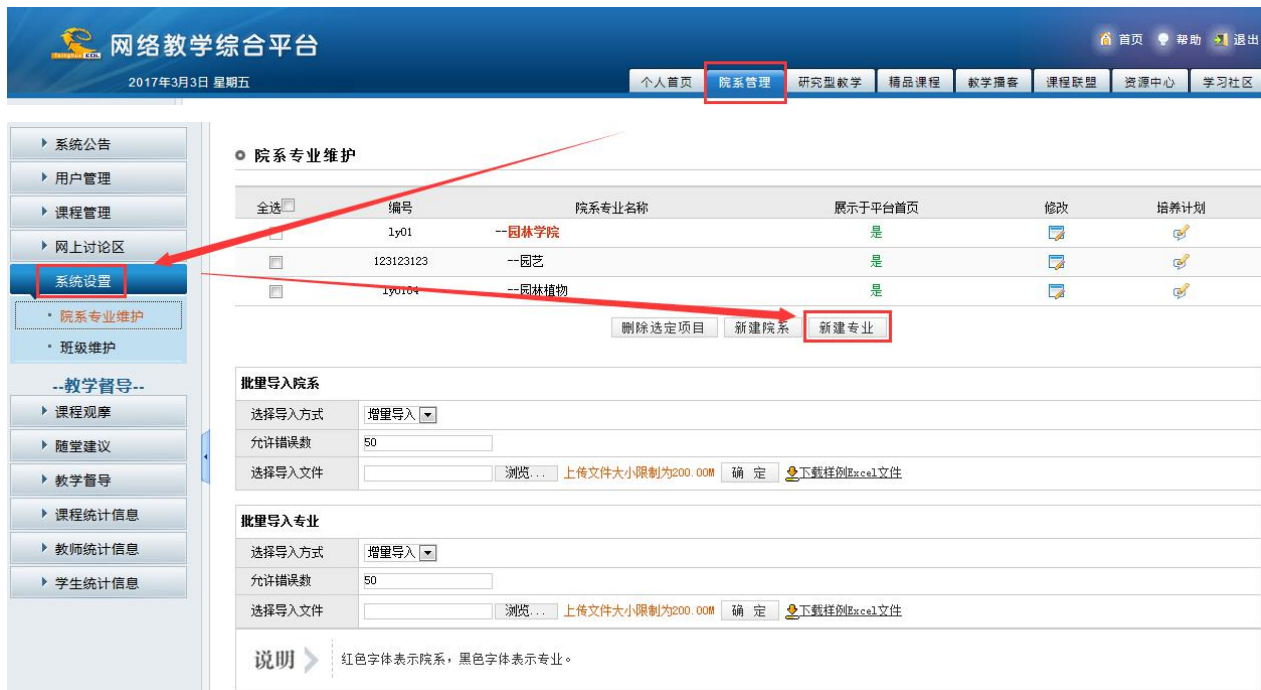 网络教学综合平台
首页 帮助 退出
2017年3月3日 星期五
个人首页 院系管理 研究型教学 精品课程 教学播客 课程联盟 资源中心 学习社区
系统公告
用户管理
课程管理
网上讨论区
系统设置
院系专业维护
班级维护
--教学督导--
课程观摩
随堂建议
教学督导
课程统计信息
教师统计信息
学生统计信息
院系专业维护
全选 编号 院系专业名称 展示于平台首页 修改 培养计划
ly01 --园林学院 是
123123123 --园艺 是
ly0104 --园林植物 是
删除选定项目 新建院系 新建专业
批量导入院系
选择导入方式 增量导入
允许错误数 50
选择导入文件 浏览... 上传文件大小限制为200.00M 确 定 下载样例Excel文件
批量导入专业
选择导入方式 增量导入
允许错误数 50
选择导入文件 浏览... 上传文件大小限制为200.00M 确 定 下载样例Excel文件
说明 红色字体表示院系，黑色字体表示专业。